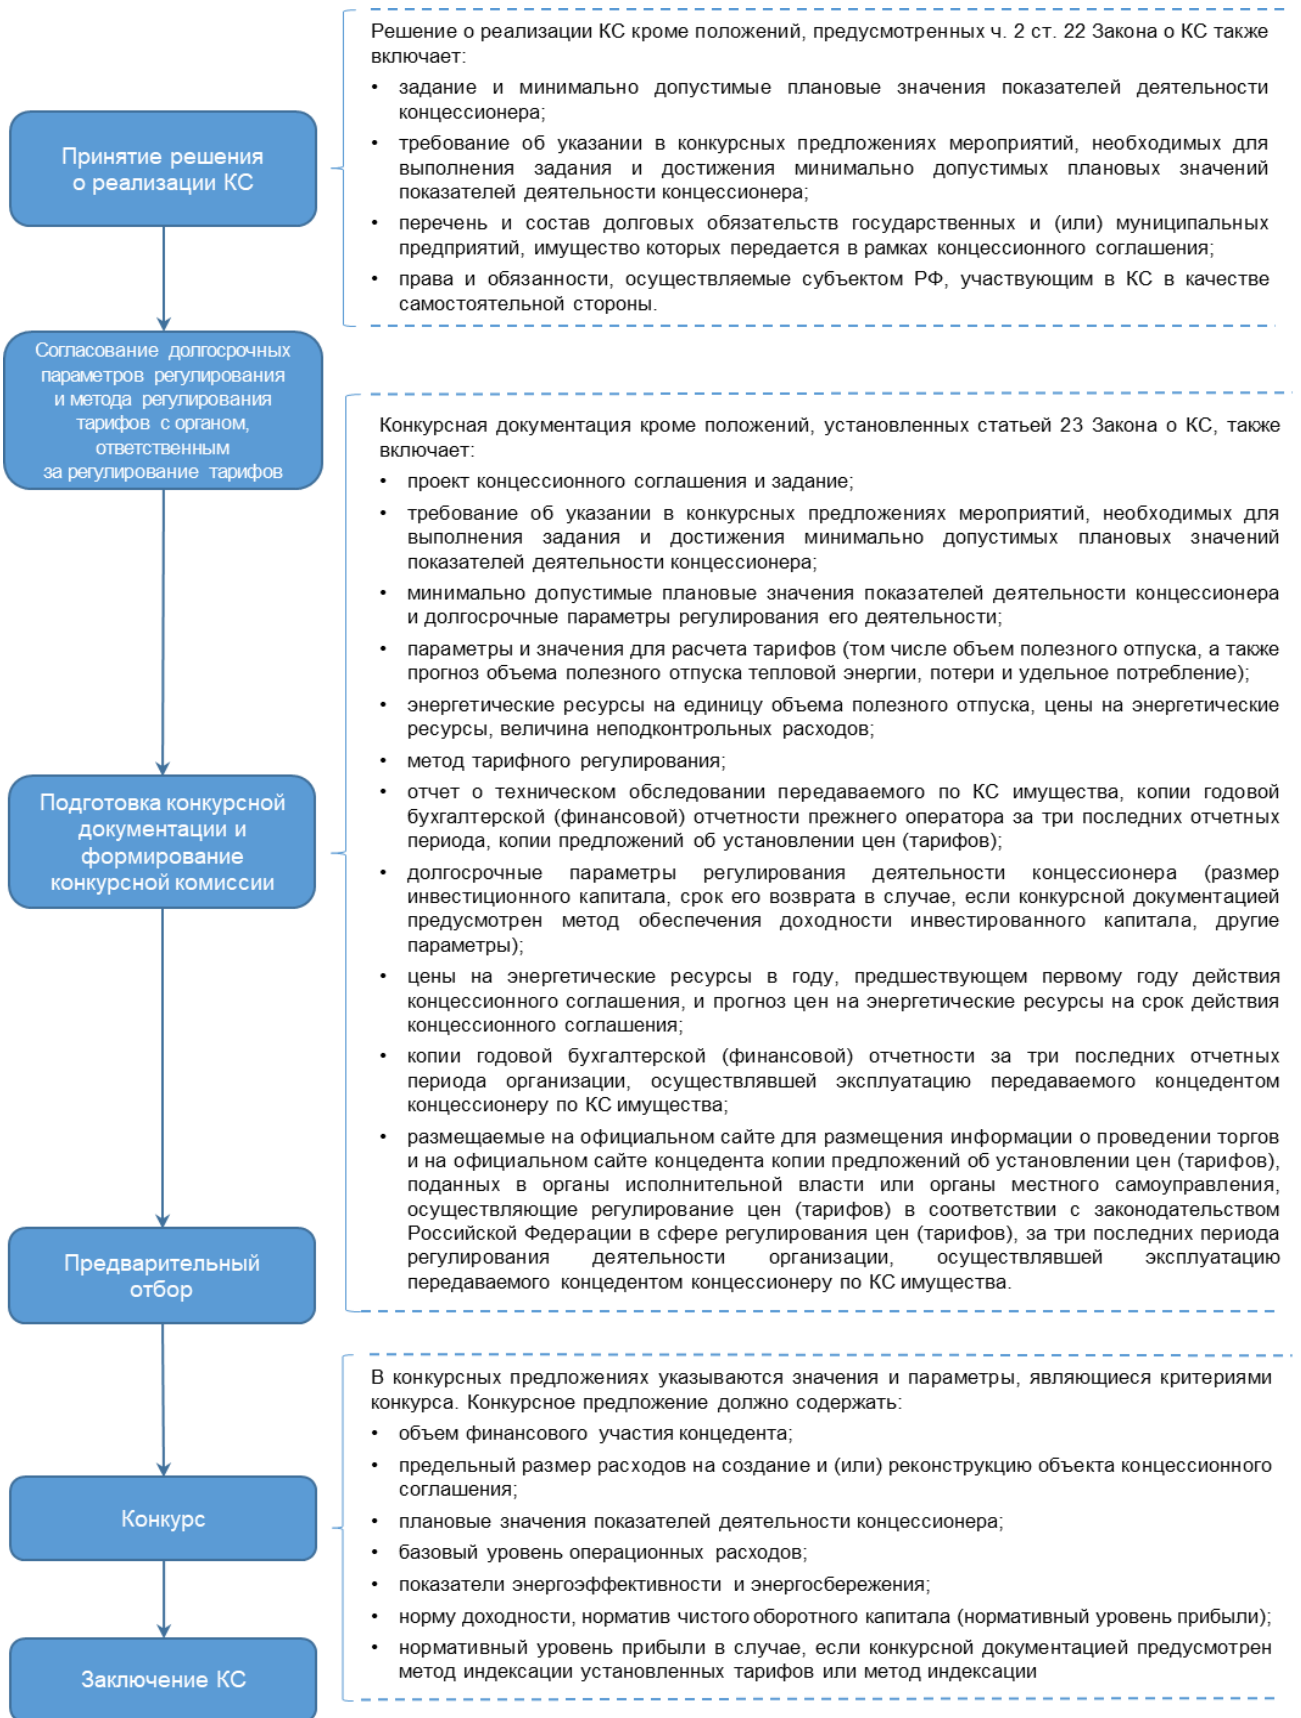 Решение о реализации КС кроме положений, предусмотренных ч. 2 ст. 22 Закона о КС также
включает:
• задание и минимально допустимые плановые значения показателей деятельности
концессионера;
• требование об указании в конкурсных предложениях мероприятий, необходимых для
выполнения задания и достижения минимально допустимых плановых значений
показателей деятельности концессионера;
• перечень и состав долговых обязательств государственных и (или) муниципальных
предприятий, имущество которых передается в рамках концессионного соглашения;
• права и обязанности, осуществляемые субъектом РФ, участвующим в КС в качестве
самостоятельной стороны.
Принятие решения
о реализации КС
Согласование долгосрочных
параметров регулирования
и метода регулирования
тарифов с органом,
ответственным
за регулирование тарифов
Конкурсная документация кроме положений, установленных статьей 23 Закона о КС, также
включает:
• проект концессионного соглашения и задание;
• требование об указании в конкурсных предложениях мероприятий, необходимых для
выполнения задания и достижения минимально допустимых плановых значений
показателей деятельности концессионера;
• минимально допустимые плановые значения показателей деятельности концессионера
и долгосрочные параметры регулирования его деятельности;
• параметры и значения для расчета тарифов (том числе объем полезного отпуска, а также
прогноз объема полезного отпуска тепловой энергии, потери и удельное потребление);
• энергетические ресурсы на единицу объема полезного отпуска, цены на энергетические
ресурсы, величина неподконтрольных расходов;
• метод тарифного регулирования;
• отчет о техническом обследовании передаваемого по КС имущества, копии годовой
бухгалтерской (финансовой) отчетности прежнего оператора за три последних отчетных
периода, копии предложений об установлении цен (тарифов);
• долгосрочные параметры регулирования деятельности концессионера (размер
инвестиционного капитала, срок его возврата в случае, если конкурсной документацией
предусмотрен метод обеспечения доходности инвестированного капитала, другие
параметры);
• цены на энергетические ресурсы в году, предшествующем первому году действия
концессионного соглашения, и прогноз цен на энергетические ресурсы на срок действия
концессионного соглашения;
• копии годовой бухгалтерской (финансовой) отчетности за три последних отчетных
периода организации, осуществлявшей эксплуатацию передаваемого концедентом
концессионеру по КС имущества;
• размещаемые на официальном сайте для размещения информации о проведении торгов
и на официальном сайте концедента копии предложений об установлении цен (тарифов),
поданных в органы исполнительной власти или органы местного самоуправления,
осуществляющие регулирование цен (тарифов) в соответствии с законодательством
Российской Федерации в сфере регулирования цен (тарифов), за три последних периода
регулирования деятельности организации, осуществлявшей эксплуатацию
передаваемого концедентом концессионеру по КС имущества.
Подготовка конкурсной
документации и
формирование
конкурсной комиссии
Предварительный
отбор
В конкурсных предложениях указываются значения и параметры, являющиеся критериями
конкурса. Конкурсное предложение должно содержать:
• объем финансового участия концедента;
• предельный размер расходов на создание и (или) реконструкцию объекта концессионного
соглашения;
• плановые значения показателей деятельности концессионера;
• базовый уровень операционных расходов;
• показатели энергоэффективности и энергосбережения;
• норму доходности, норматив чистого оборотного капитала (нормативный уровень прибыли);
• нормативный уровень прибыли в случае, если конкурсной документацией предусмотрен
метод индексации установленных тарифов или метод индексации
Конкурс
Заключение КС